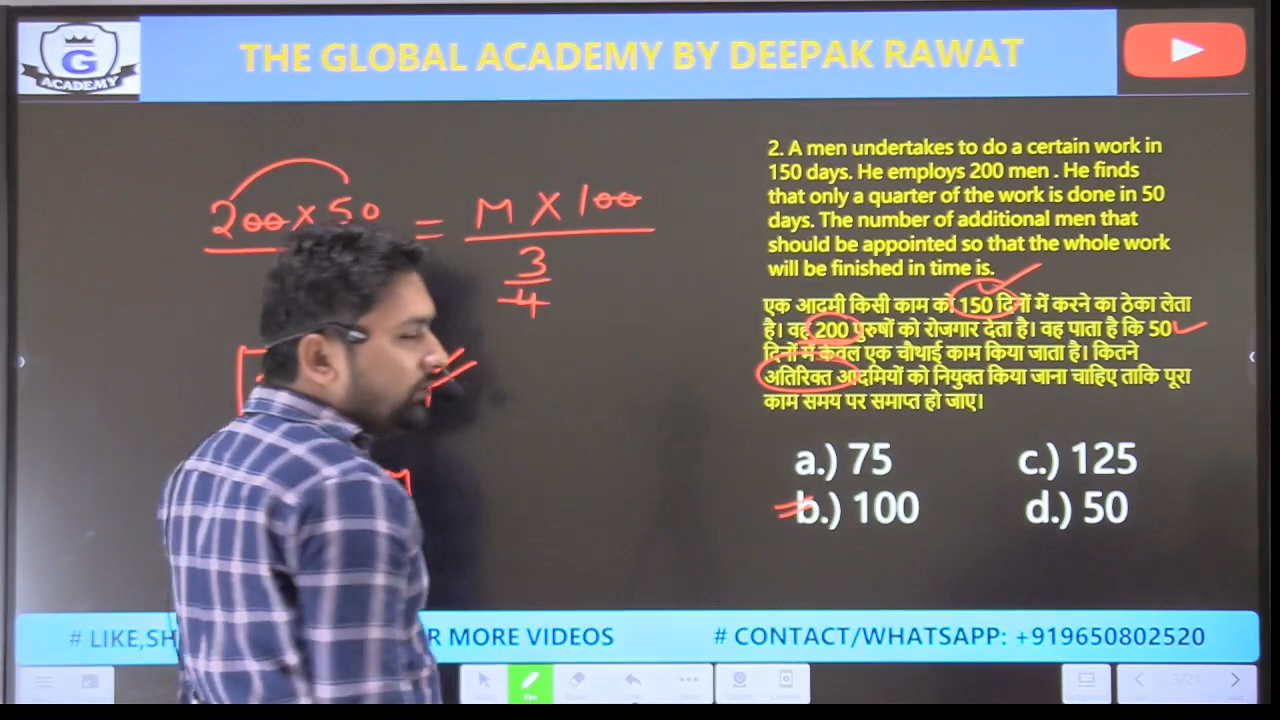 G
ACADEMY
THE GLOBAL ACADEMY BY DEEPAK RAWAT
2. A men undertakes to do a certain work in
150 days. He employs 200 men . He finds
that only a quarter of the work is done in 50
days. The number of additional men that
should be appointed so that the whole work
will be finished in time is.
एक आदमी किसी काम को 150 दिनों में करने का ठेका लेता
है। वह 200 पुरुषों को रोजगार देता है। वह पाता है कि 50
दिनों में केवल एक चौथाई काम किया जाता है। कितने
अतिरिक्त आदमियों को नियुक्त किया जाना चाहिए ताकि पूरा
काम समय पर समाप्त हो जाए।
a.) 75
c.) 125
b.) 100
d.) 50
200 × 50 = M × 100
3
4
# LIKE,SH
R MORE VIDEOS
# CONTACT/WHATSAPP: +919650802520
Pen
3/21